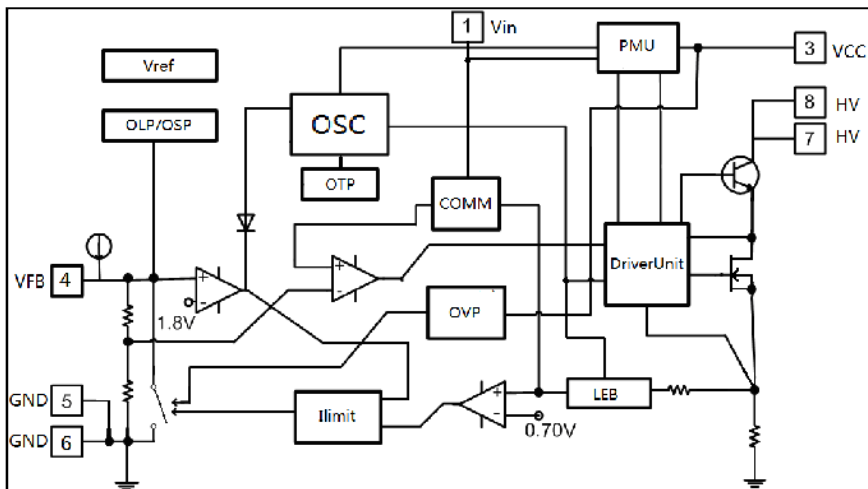 1 Vin
PMU
3 VCC
Vref
8 HV
OLP/OSP
OSC
7 HV
OTP
COMM
+
-
VFB 4
+
-
1.8V
DriverUnit
OVP
GND 5
Ilimit
+
-
LEB
0.70V
GND 6